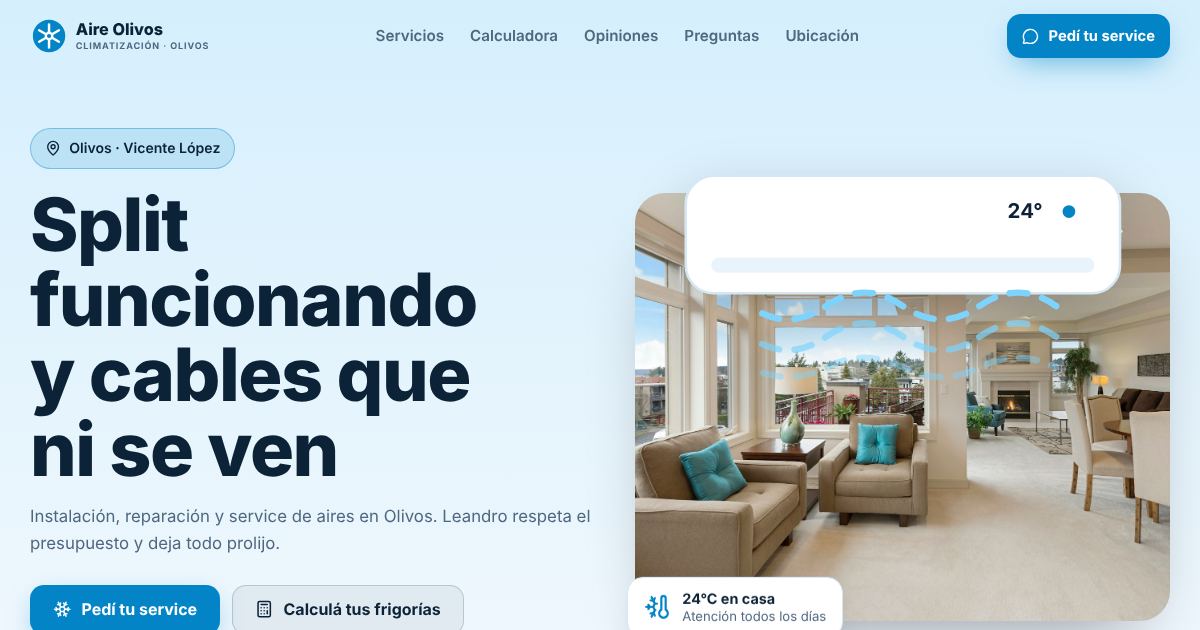 Aire Olivos
CLIMATIZACIÓN · OLIVOS
Servicios
Calculadora
Opiniones
Preguntas
Ubicación
Pedí tu service
Olivos · Vicente López
Split
funcionando
y cables que
ni se ven
Instalación, reparación y service de aires en Olivos. Leandro respeta el
presupuesto y deja todo prolijo.
Pedí tu service
Calculá tus frigorías
24°
24°C en casa
Atención todos los días